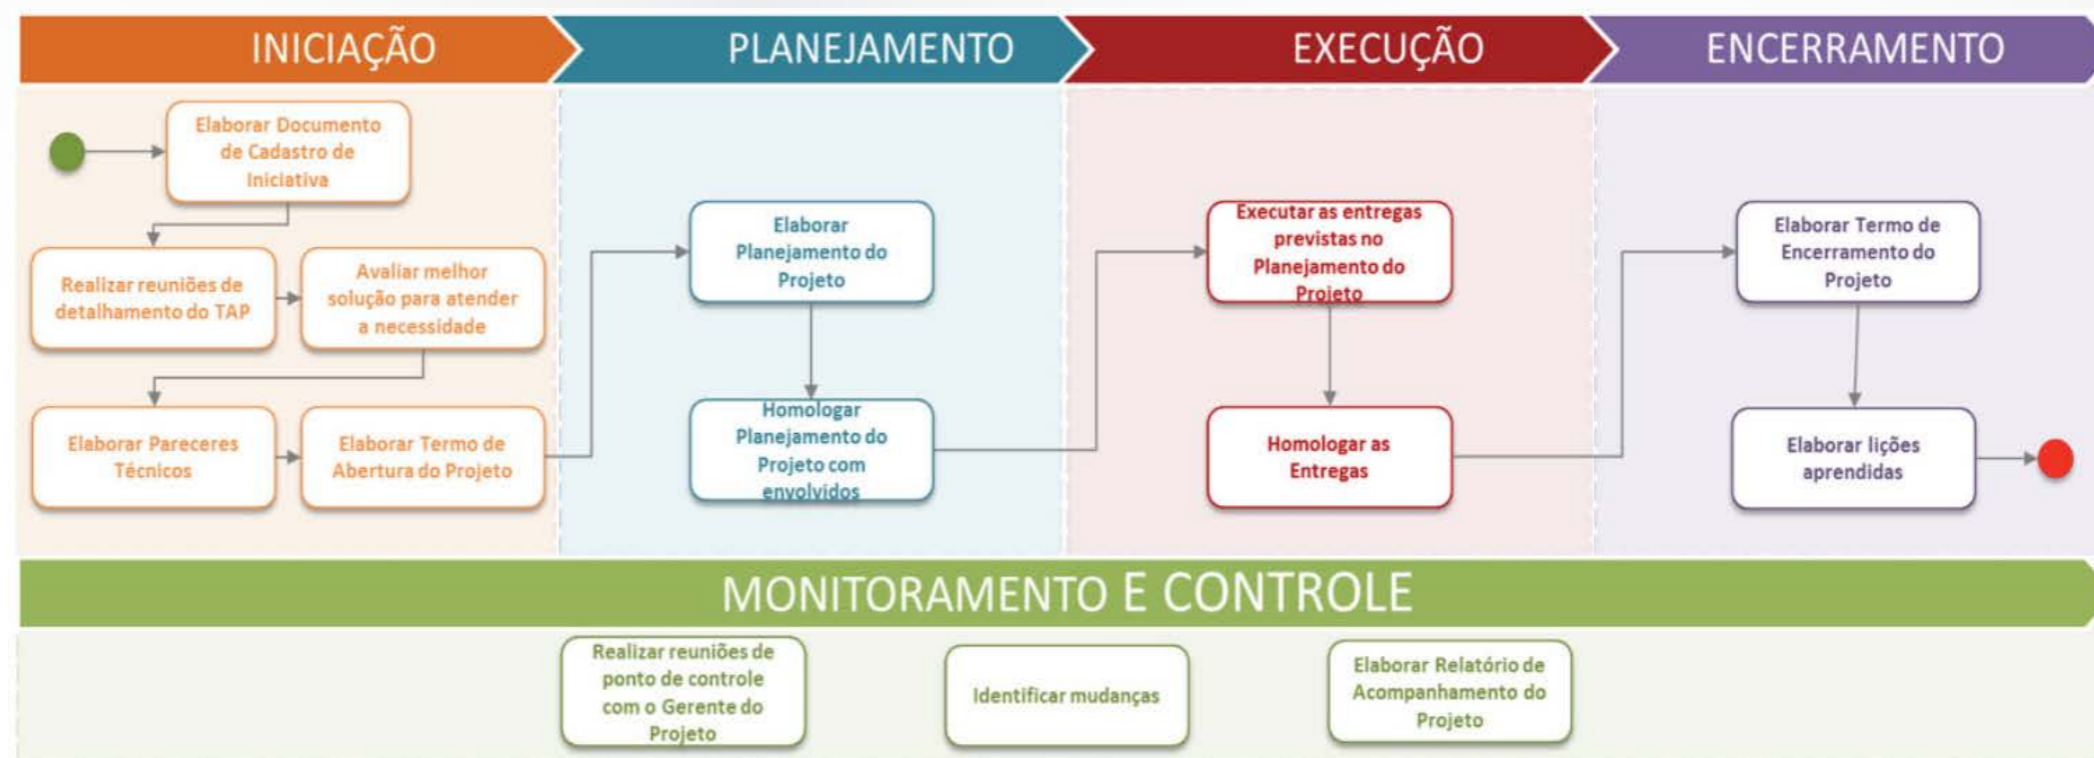 INICIAÇÃO
PLANEJAMENTO
EXECUÇÃO
ENCERRAMENTO
Elaborar Documento
de Cadastro de
Iniciativa
Realizar reuniões de
detalhamento do TAP
Avaliar melhor
solução para atender
a necessidade
Elaborar Pareceres
Técnicos
Elaborar Termo de
Abertura do Projeto
Elaborar
Planejamento do
Projeto
Homologar
Planejamento do
Projeto com
envolvidos
Executar as entregas
previstas no
Planejamento do
Projeto
Homologar as
Entregas
Elaborar Termo de
Encerramento do
Projeto
Elaborar lições
aprendidas
MONITORAMENTO E CONTROLE
Realizar reuniões de
ponto de controle
com o Gerente do
Projeto
Identificar mudanças
Elaborar Relatório de
Acompanhamento do
Projeto